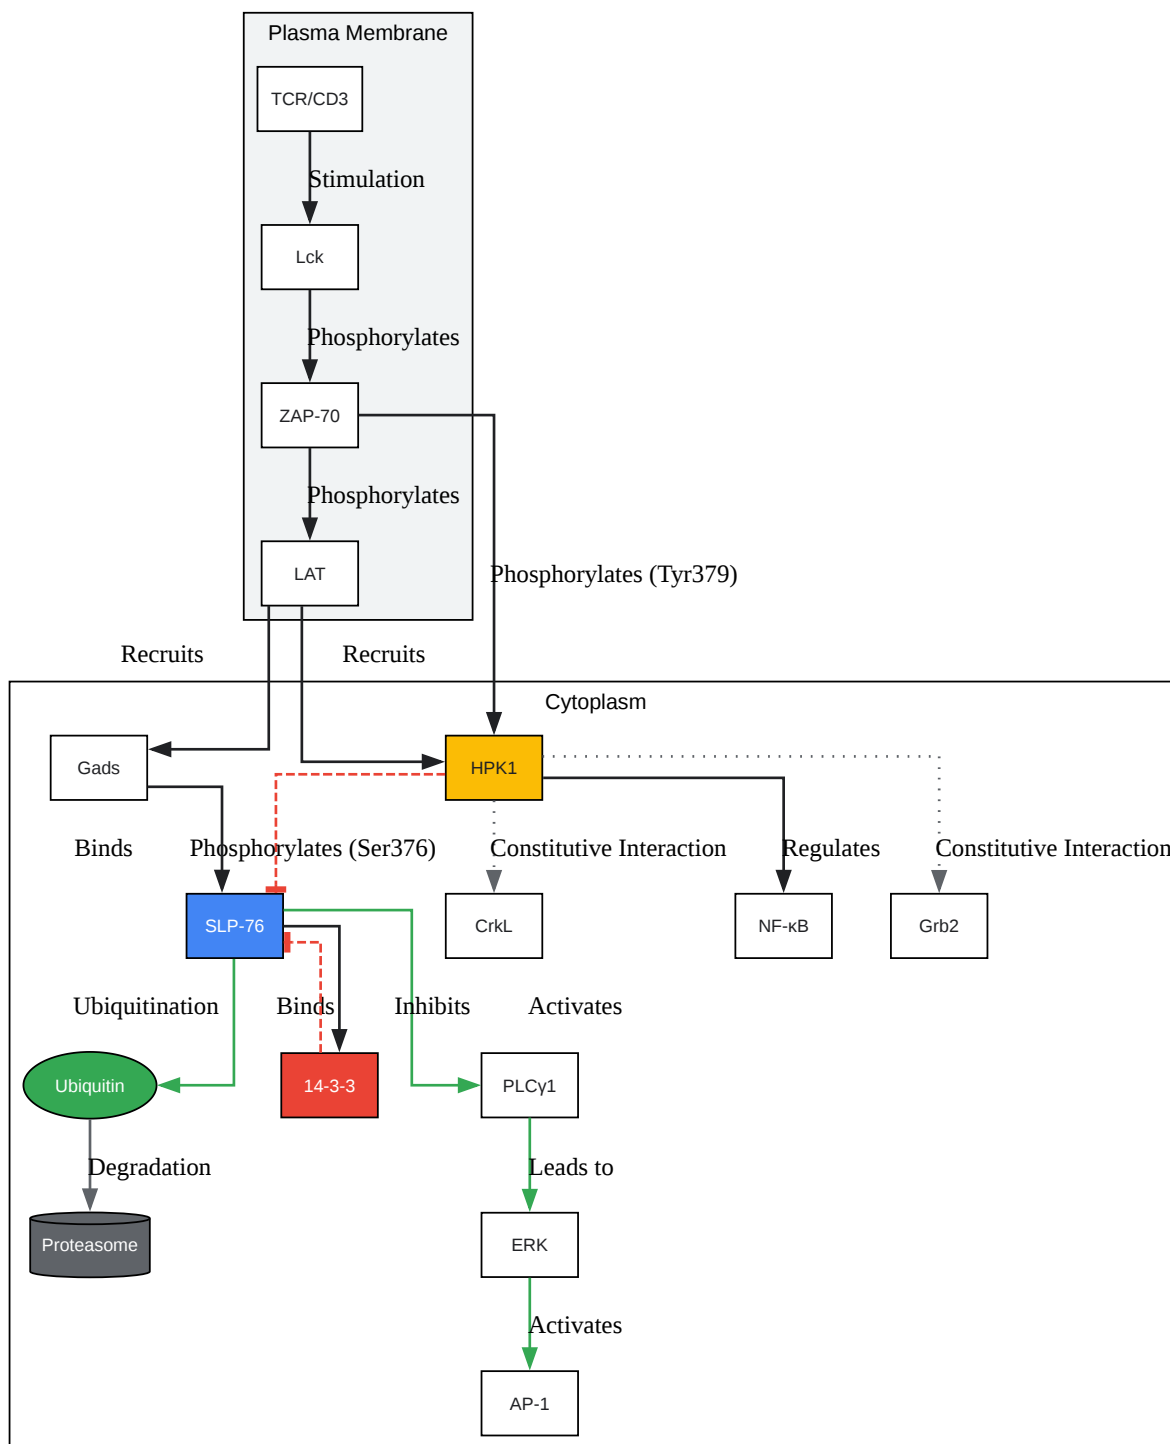 Plasma Membrane
TCR/CD3
Stimulation
Lck
Phosphorylates
ZAP-70
Phosphorylates
LAT
Phosphorylates (Tyr379)
Recruits
Recruits
Cytoplasm
Gads
HPK1
Binds
Phosphorylates (Ser376)
Constitutive Interaction
Regulates
Constitutive Interaction
SLP-76
CrkL
NF-κB
Grb2
Ubiquitination
Binds
Inhibits
Activates
Ubiquitin
14-3-3
PLCγ1
Degradation
Leads to
Proteasome
ERK
Activates
AP-1